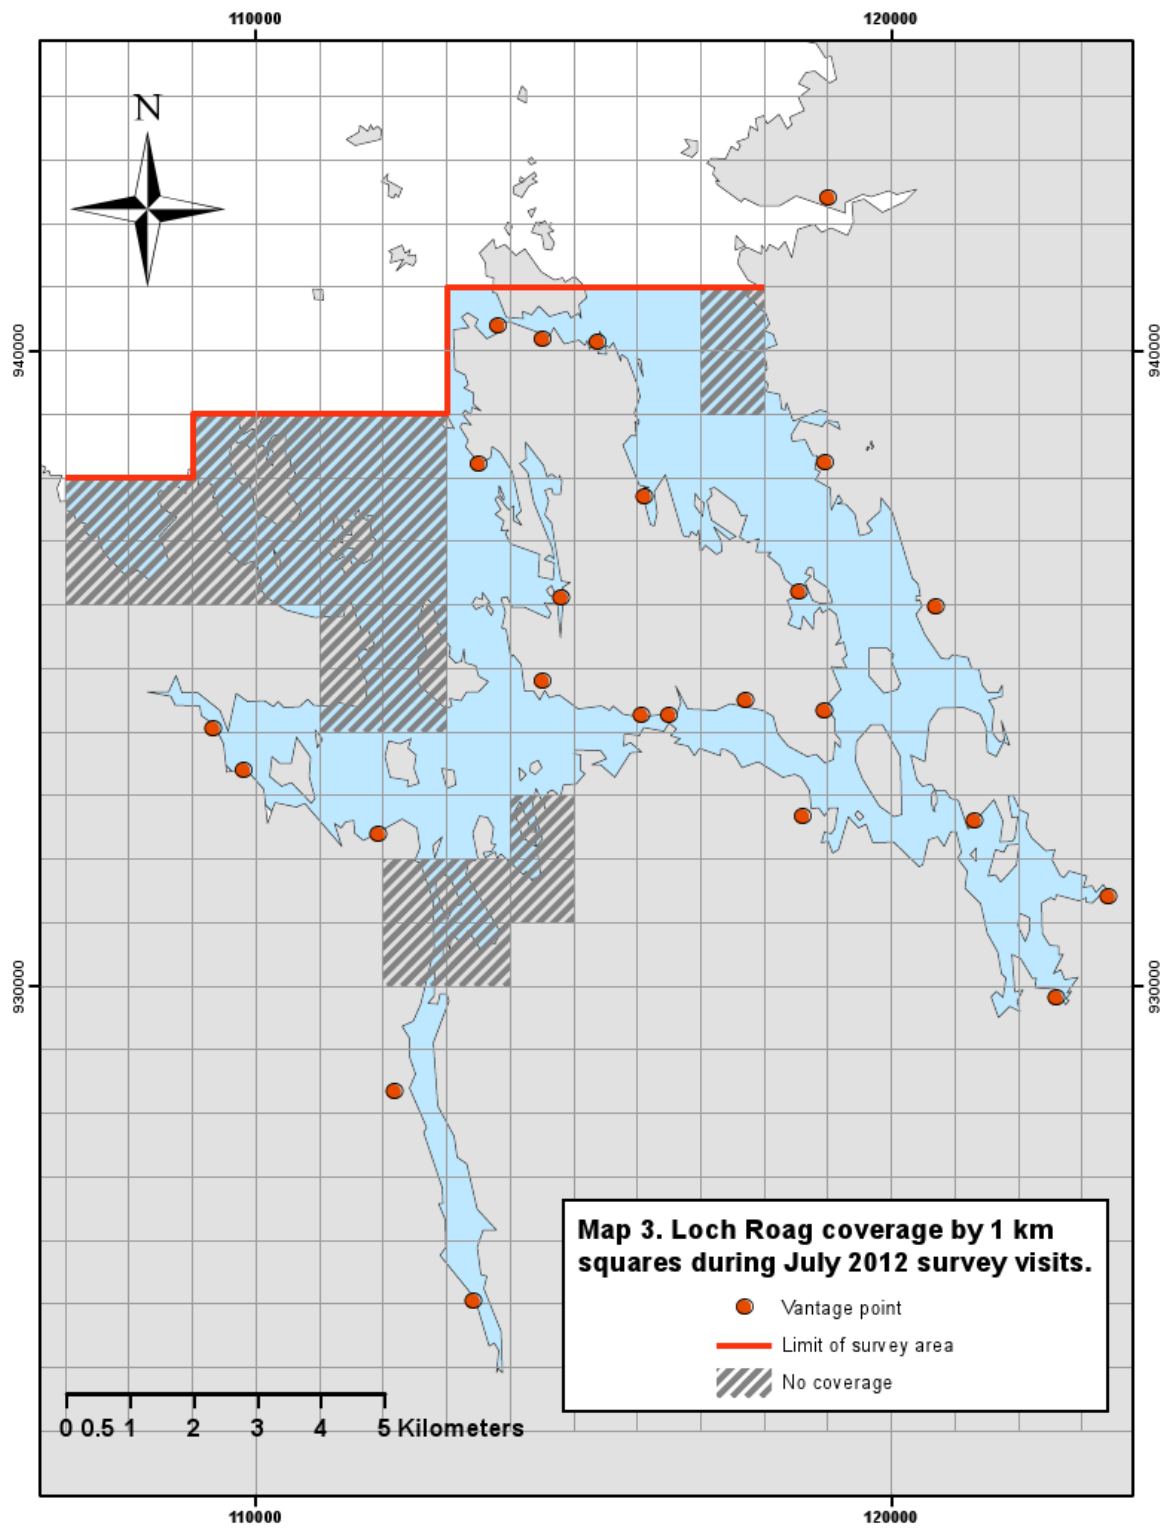 110000 120000
N
940000 940000
930000 930000
Map 3. Loch Roag coverage by 1 km
squares during July 2012 survey visits.
Vantage point
Limit of survey area
No coverage
0 0.5 1 2 3 4 5 Kilometers
110000 120000